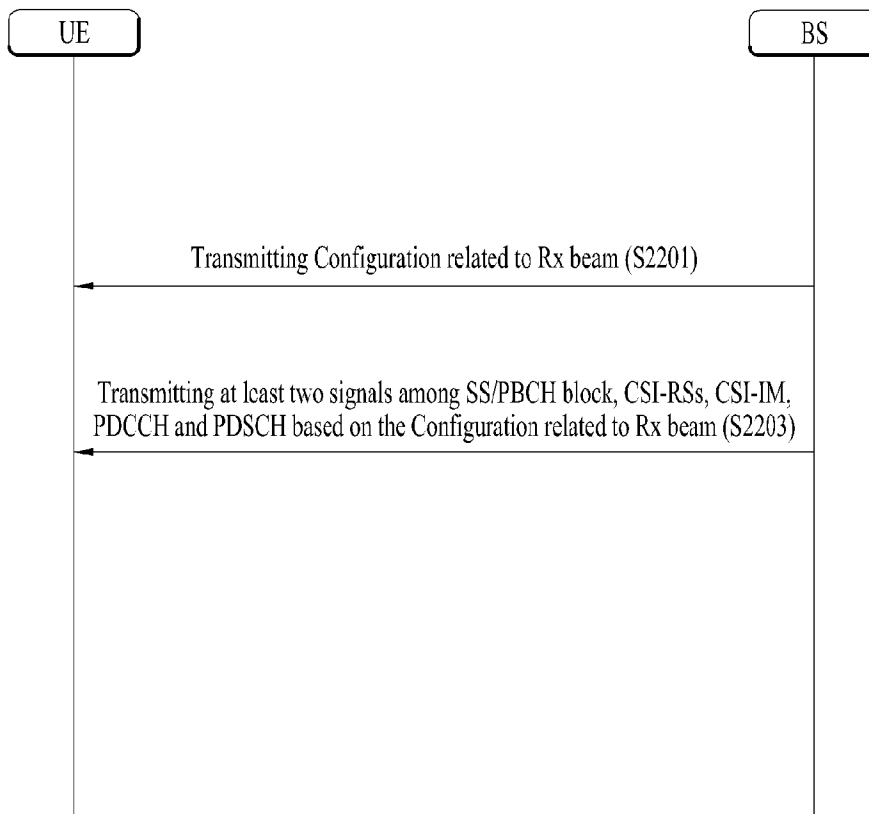 UE
BS
Transmitting Configuration related to Rx beam (S2201)
Transmitting at least two signals among SS/PBCH block, CSI-RSs, CSI-IM,
PDCCH and PDSCH based on the Configuration related to Rx beam (S2203)